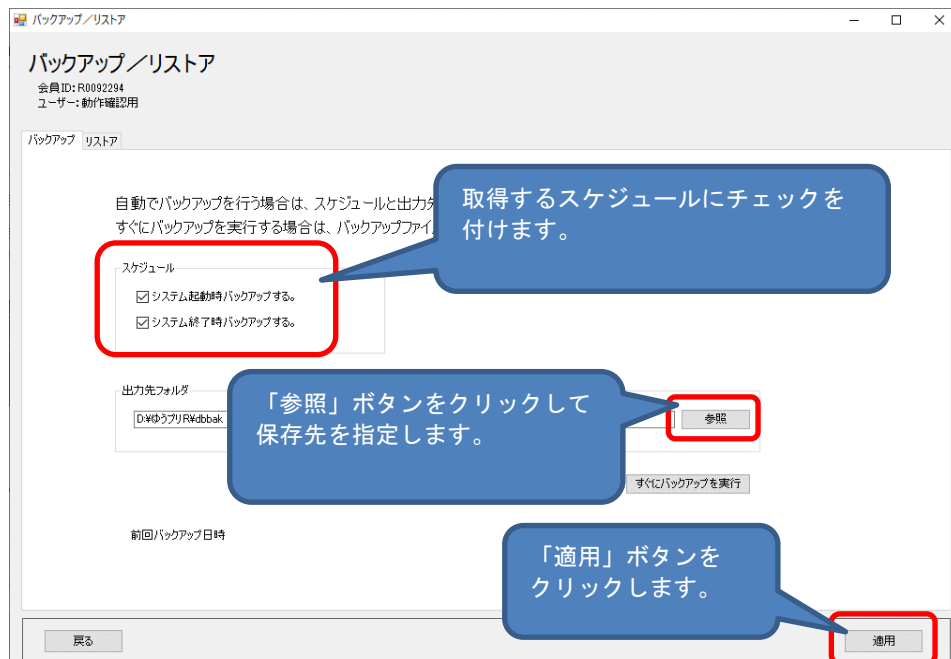 バックアップ／リストア
バックアップ／リストア
会員ID：R0092294
ユーザー：動作確認用
バックアップ リストア
自動でバックアップを行う場合は、スケジュールと出力
すぐにバックアップを実行する場合は、バックアップファイ
取得するスケジュールにチェックを
付けます。
スケジュール
システム起動時バックアップする。
システム終了時バックアップする。
出力先フォルダ
D:¥ゆうプリR¥dbbak
「参照」ボタンをクリックして
保存先を指定します。
参照
すぐにバックアップを実行
前回バックアップ日時
「適用」ボタンを
クリックします。
戻る
適用